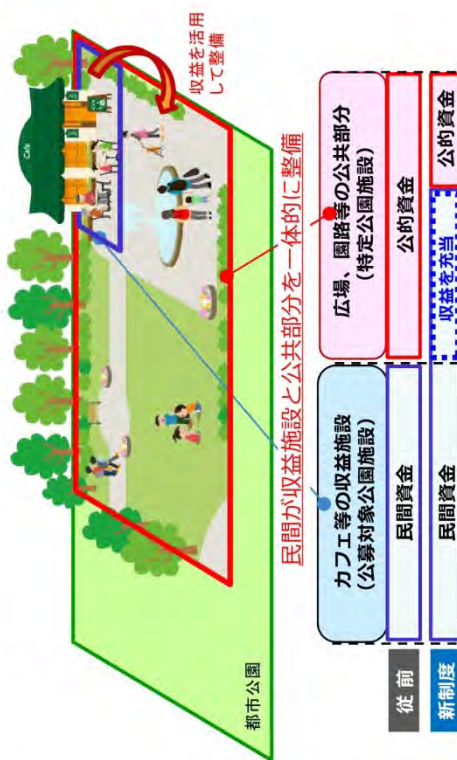 Cafe
収益を活用
して整備
都市公園
民間が収益施設と公共部分を一体的に整備
カフェ等の収益施設
(公募対象公園施設)
広場、園路等の公共部分
(特定公園施設)
従前
民間資金
公的資金
新制度
民間資金
収益を充当
公的資金